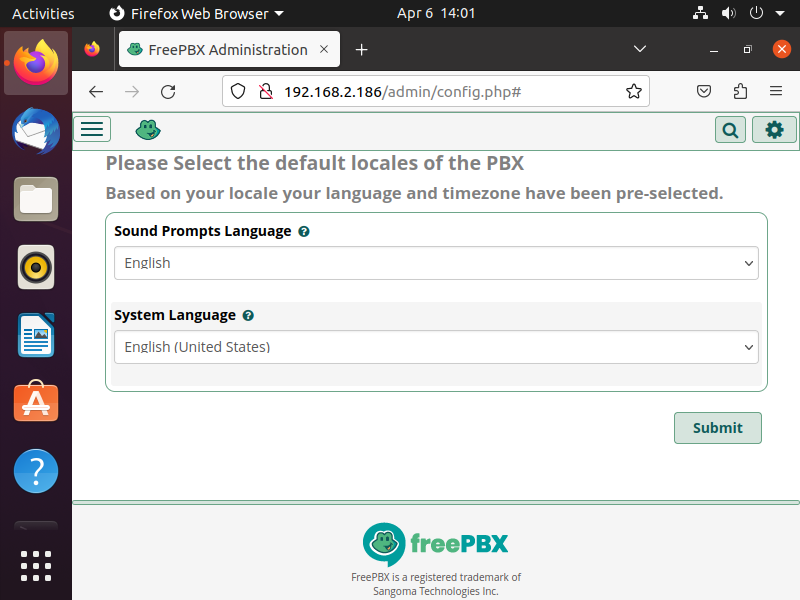 Activities
Firefox Web Browser
Apr 6 14:01
FreePBX Administration
192.168.2.186/admin/config.php#
Please Select the default locales of the PBX
Based on your locale your language and timezone have been pre-selected.
Sound Prompts Language
English
System Language
English (United States)
Submit
freePBX
FreePBX is a registered trademark of
Sangoma Technologies Inc.